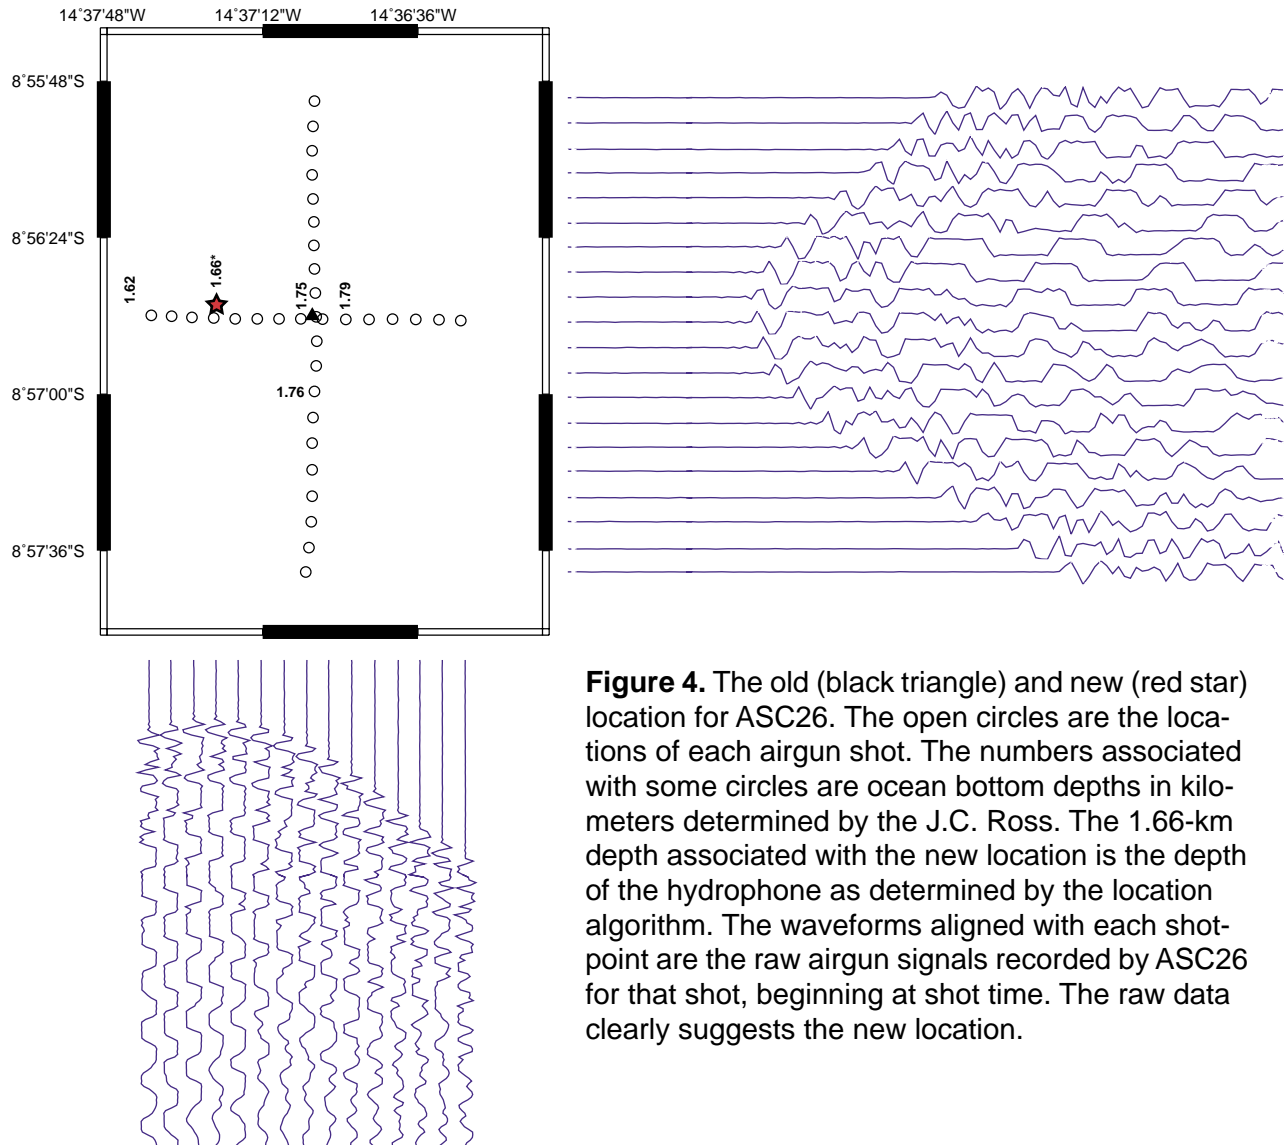 14˚37'48"W
14˚37'12"W
14˚36'36"W
8˚55'48"S
8˚56'24"S
8˚57'00"S
8˚57'36"S
1.62
1.66*
1.75
1.79
1.76
Figure 4. The old (black triangle) and new (red star)
location for ASC26. The open circles are the loca-
tions of each airgun shot. The numbers associated
with some circles are ocean bottom depths in kilo-
meters determined by the J.C. Ross. The 1.66-km
depth associated with the new location is the depth
of the hydrophone as determined by the location
algorithm. The waveforms aligned with each shot-
point are the raw airgun signals recorded by ASC26
for that shot, beginning at shot time. The raw data
clearly suggests the new location.